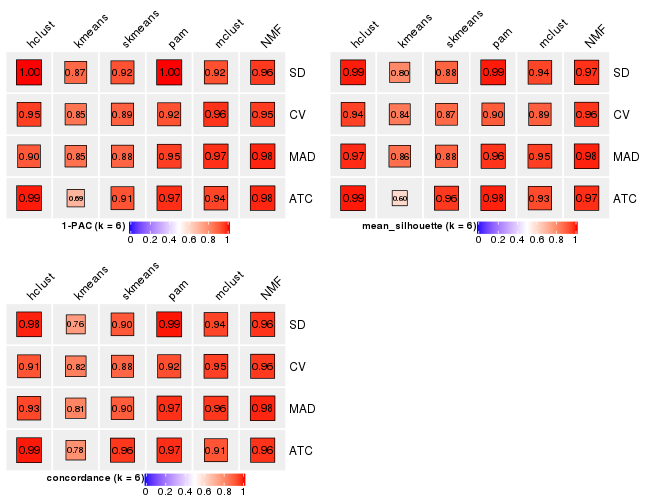 hclust kmeans skmeans pam mclust NMF
1.00 0.87 0.92 1.00 0.92 0.96 SD
0.95 0.85 0.89 0.92 0.96 0.95 CV
0.90 0.85 0.88 0.95 0.97 0.98 MAD
0.99 0.69 0.91 0.97 0.94 0.98 ATC
1-PAC (k = 6)
0 0.2 0.4 0.6 0.8 1
hclust kmeans skmeans pam mclust NMF
0.99 0.80 0.88 0.99 0.94 0.97 SD
0.94 0.84 0.87 0.90 0.89 0.96 CV
0.97 0.86 0.88 0.96 0.95 0.98 MAD
0.99 0.60 0.96 0.98 0.93 0.97 ATC
mean_silhouette (k = 6)
0 0.2 0.4 0.6 0.8 1
hclust kmeans skmeans pam mclust NMF
0.98 0.76 0.90 0.99 0.94 0.96 SD
0.91 0.82 0.88 0.92 0.95 0.96 CV
0.93 0.81 0.90 0.97 0.96 0.98 MAD
0.99 0.78 0.96 0.97 0.91 0.96 ATC
concordance (k = 6)
0 0.2 0.4 0.6 0.8 1